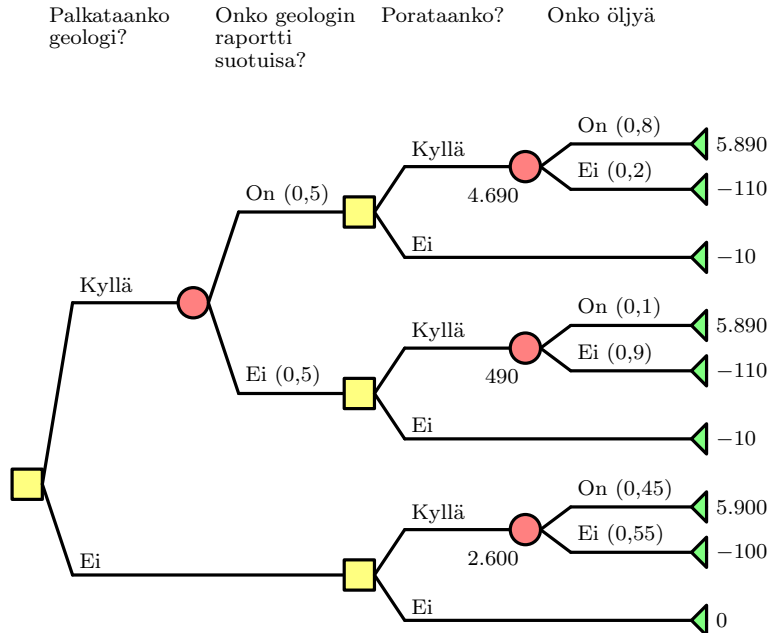 Palkataanko
geologi?
Onko geologin
raportti
suotuisa?
Porataanko?
Onko öljyä
On (0,8)
5.890
Kyllä
Ei (0,2)
−110
4.690
On (0,5)
Ei
−10
Kyllä
On (0,1)
5.890
Kyllä
Ei (0,9)
−110
490
Ei (0,5)
Ei
−10
On (0,45)
5.900
Kyllä
Ei (0,55)
−100
2.600
Ei
Ei
0